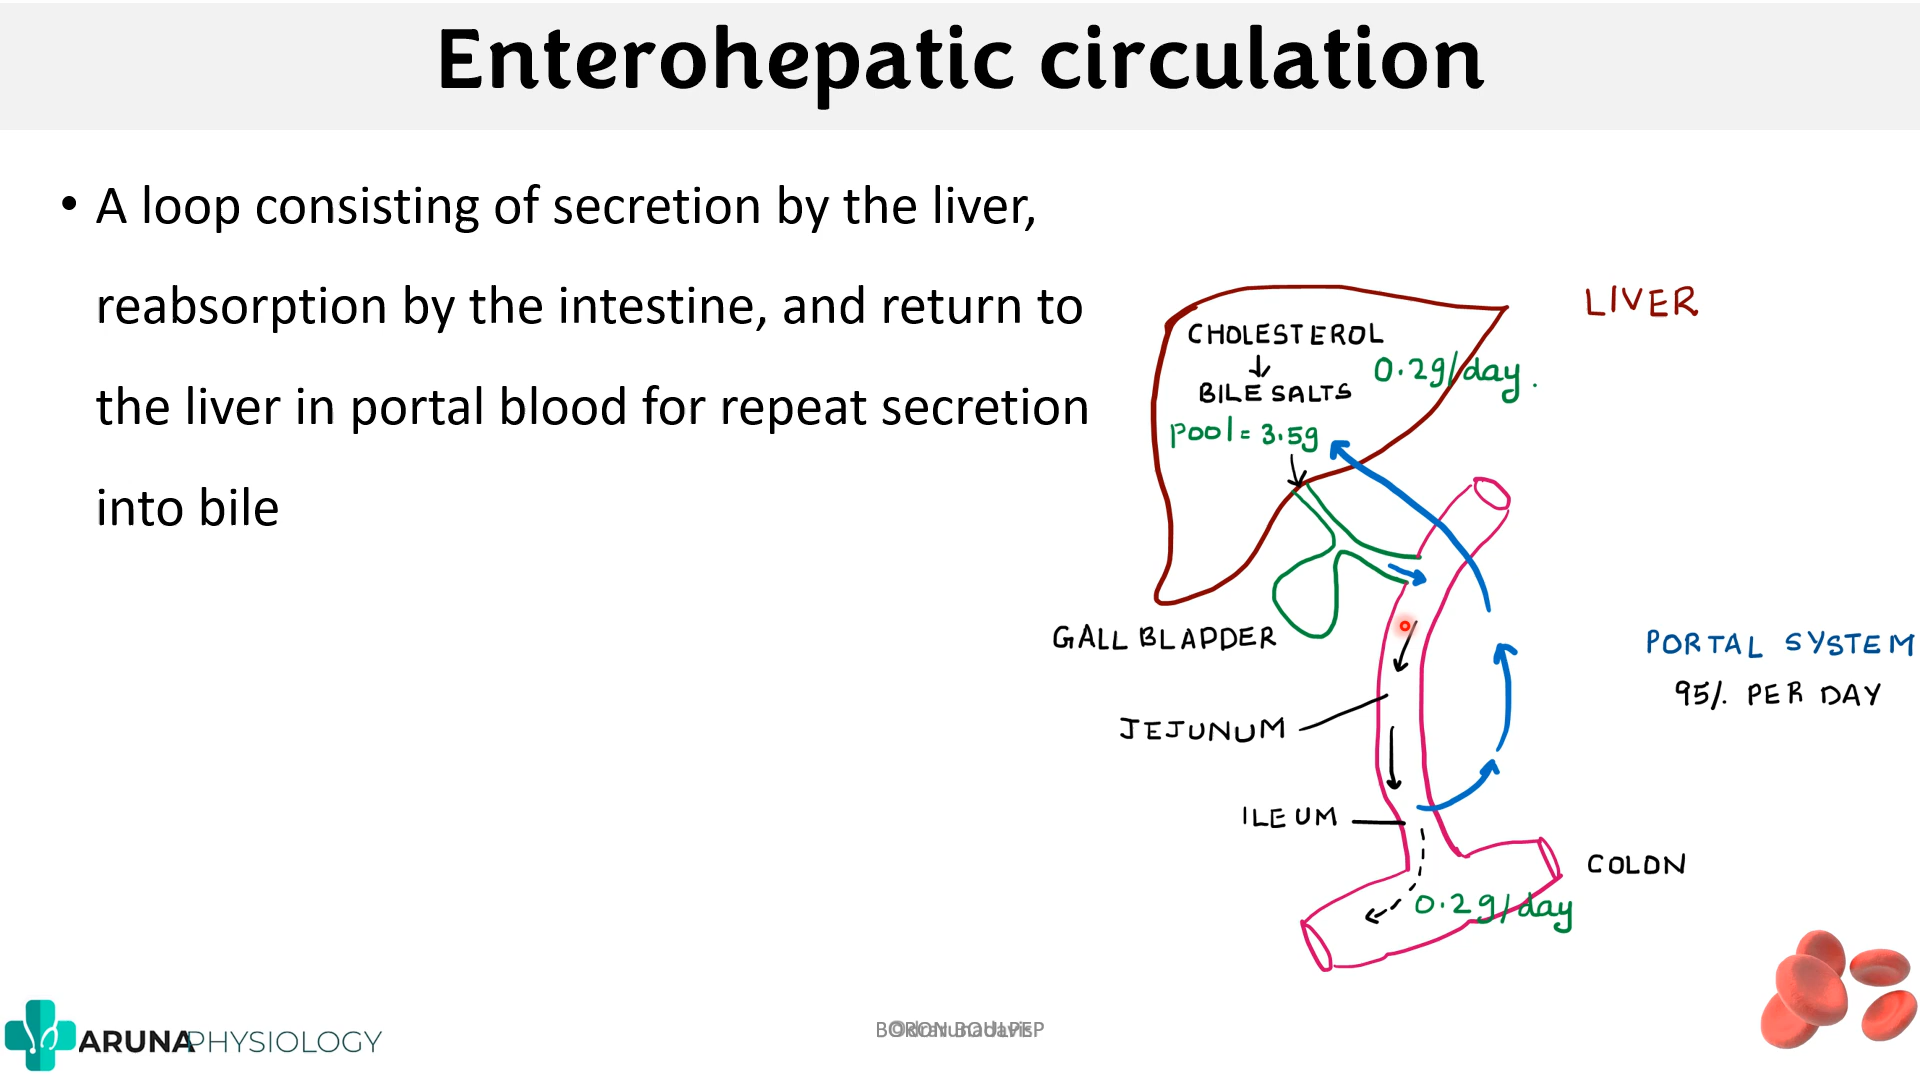 Enterohepatic circulation
• A loop consisting of secretion by the liver,
reabsorption by the intestine, and return to
the liver in portal blood for repeat secretion
into bile
LIVER
CHOLESTEROL
0.2g/day.
BILE SALTS
pool = 3.5g
GALL BLAPDER
PORTAL SYSTEM
95% PER DAY
JEJUNUM
ILEUM
COLON
0.2g/day
ARUNAPHYSIOLOGY